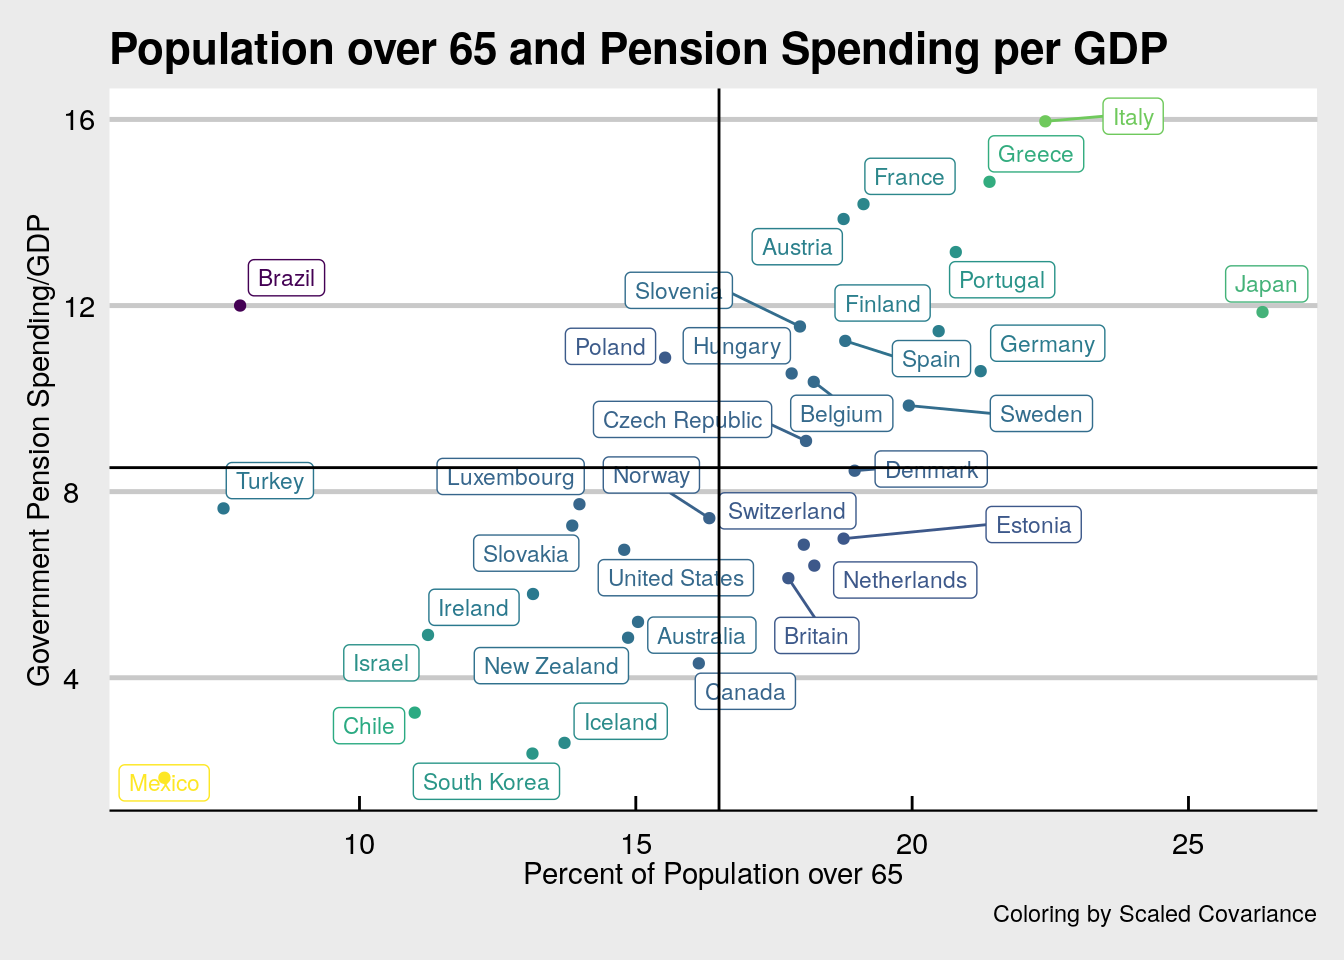 Population over 65 and Pension Spending per GDP
Government Pension Spending/GDP
16
12
8
4
Italy
Greece
France
Austria
Portugal
Brazil
Japan
Slovenia
Finland
Poland
Hungary
Germany
Spain
Belgium
Sweden
Czech Republic
Denmark
Turkey
Luxembourg
Norway
Switzerland
Estonia
Slovakia
United States
Netherlands
Ireland
Australia
Britain
Israel
New Zealand
Canada
Chile
Iceland
South Korea
Mexico
10
15
20
25
Percent of Population over 65
Coloring by Scaled Covariance